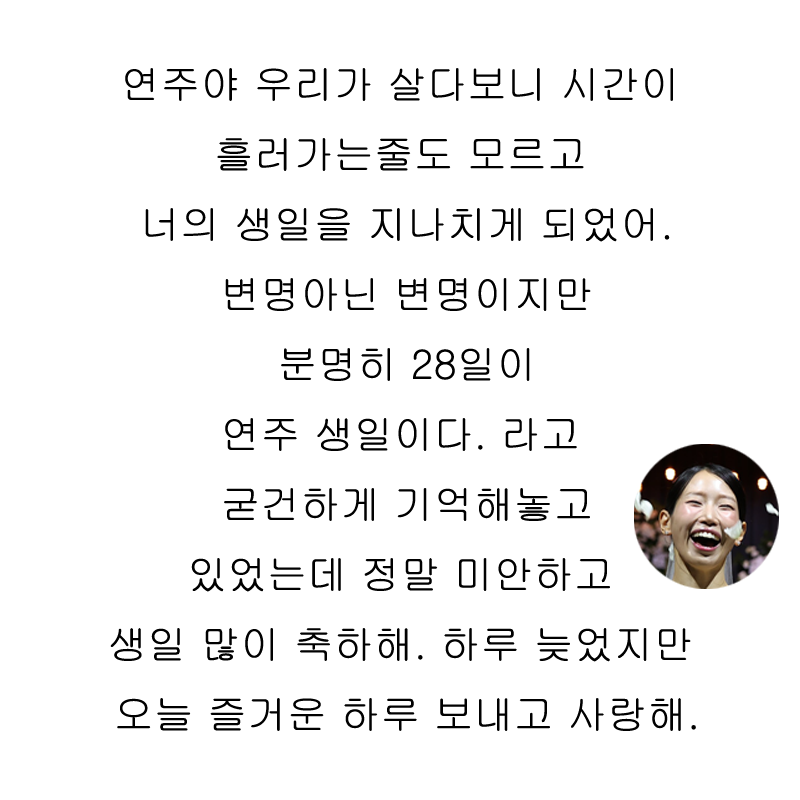 연주야 우리가 살다보니 시간이
흘러가는줄도 모르고
너의 생일을 지나치게 되었어.
변명아닌 변명이지만
분명히 28일이
연주 생일이다. 라고
굳건하게 기억해놓고
있었는데 정말 미안하고
생일 많이 축하해. 하루 늦었지만
오늘 즐거운 하루 보내고 사랑해.